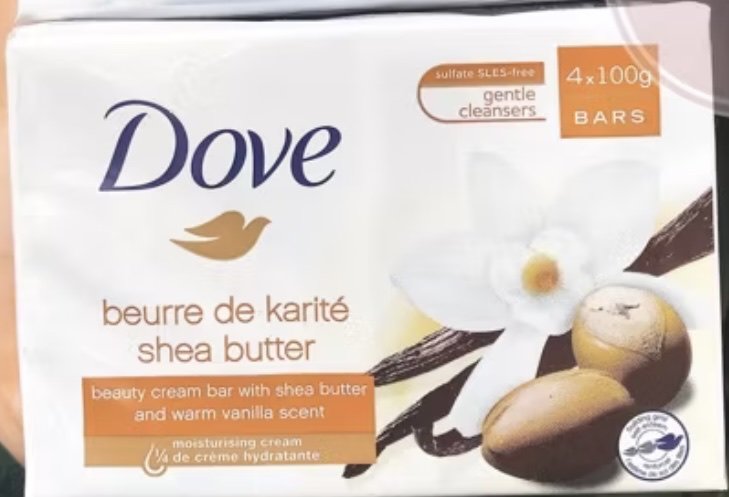 sulfate SLES-free
gentle
cleansers
4x100g
BARS
Dove
beurre de karité
shea butter
beauty cream bar with shea butter
and warm vanilla scent
moisturising cream
¼ de crème hydratante